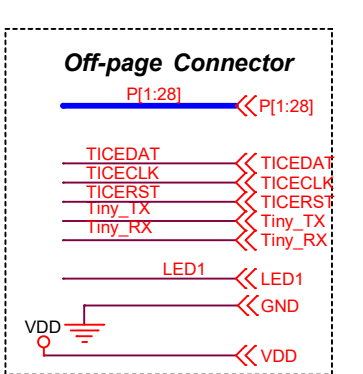 Off-page Connector
P[1:28]
P[1:28]
TICEDAT
TICEDAT
TICECLK
TICECLK
TICERST
TICERST
Tiny_TX
Tiny_TX
Tiny_RX
Tiny_RX
LED1
LED1
GND
VDD
VDD